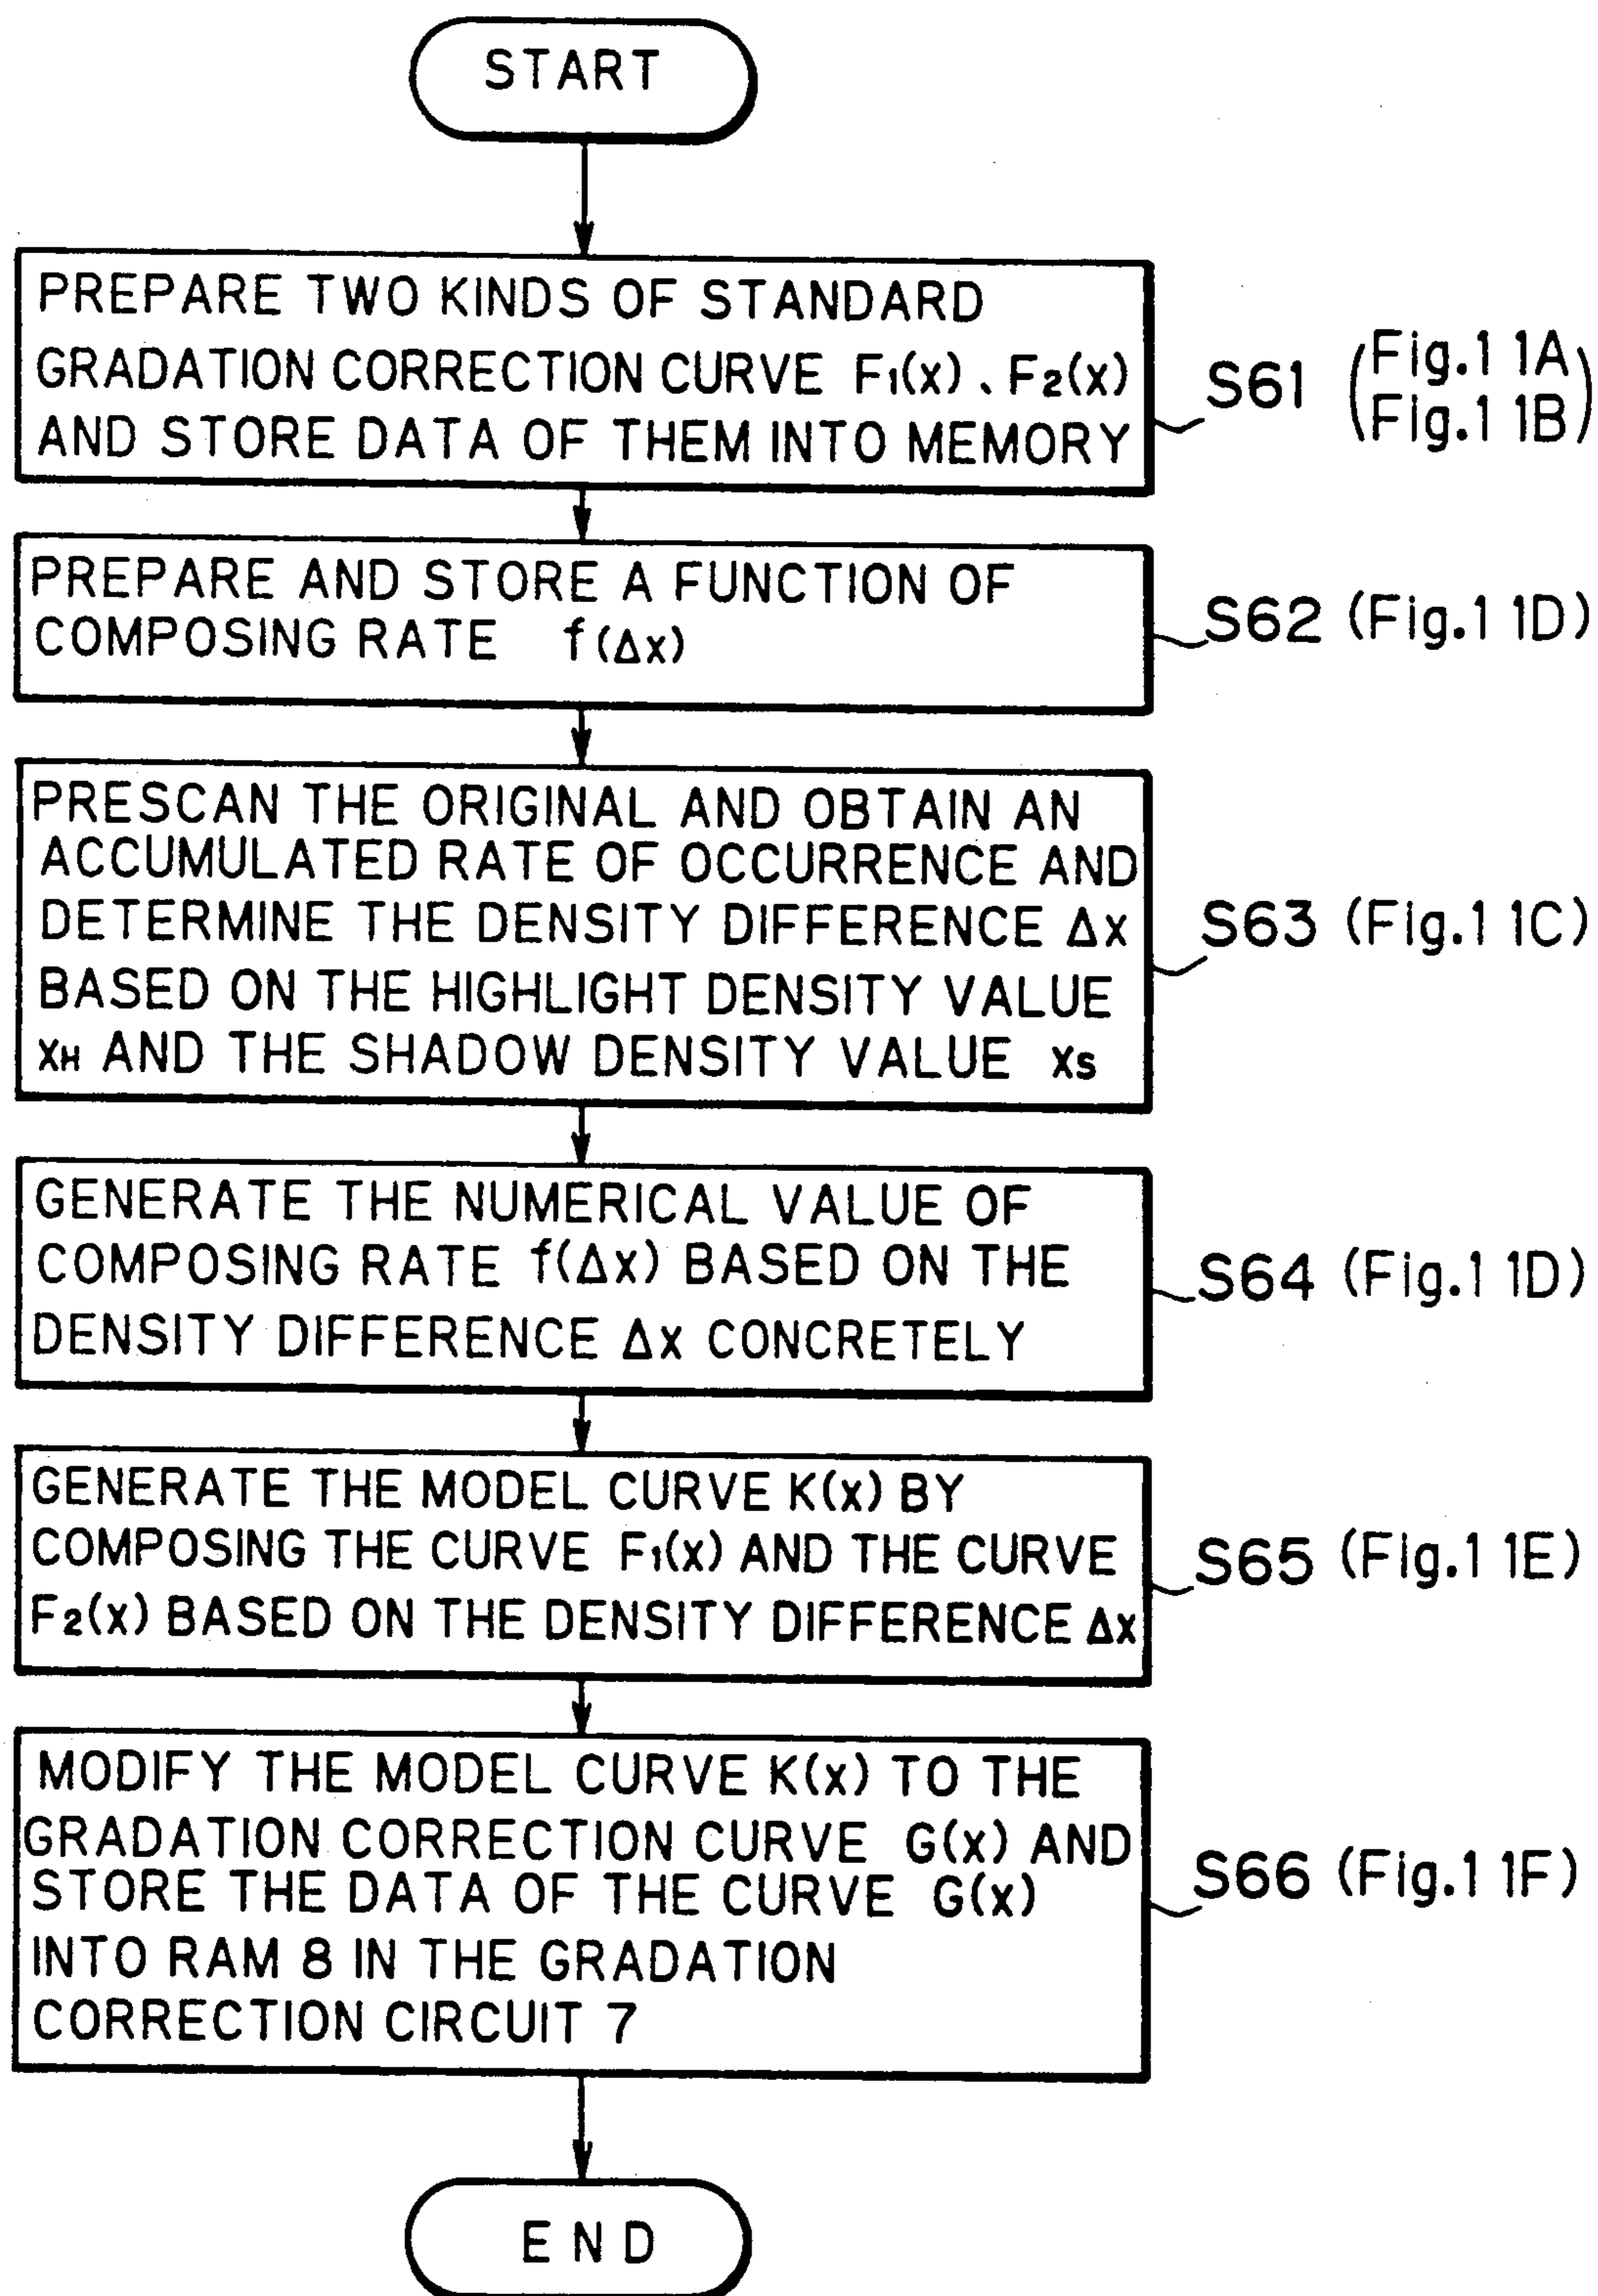 START
PREPARE TWO KINDS OF STANDARD
GRADATION CORRECTION CURVE F₁(x)、F₂(x)
AND STORE DATA OF THEM INTO MEMORY
S61 (Fig.11A
Fig.11B)
PREPARE AND STORE A FUNCTION OF
COMPOSING RATE f(Δx)
S62 (Fig.11D)
PRESCAN THE ORIGINAL AND OBTAIN AN
ACCUMULATED RATE OF OCCURRENCE AND
DETERMINE THE DENSITY DIFFERENCE Δx
BASED ON THE HIGHLIGHT DENSITY VALUE
xH AND THE SHADOW DENSITY VALUE xS
S63 (Fig.11C)
GENERATE THE NUMERICAL VALUE OF
COMPOSING RATE f(Δx) BASED ON THE
DENSITY DIFFERENCE Δx CONCRETELY
S64 (Fig.11D)
GENERATE THE MODEL CURVE K(x) BY
COMPOSING THE CURVE F₁(x) AND THE CURVE
F₂(x) BASED ON THE DENSITY DIFFERENCE Δx
S65 (Fig.11E)
MODIFY THE MODEL CURVE K(x) TO THE
GRADATION CORRECTION CURVE G(x) AND
STORE THE DATA OF THE CURVE G(x)
INTO RAM 8 IN THE GRADATION
CORRECTION CIRCUIT 7
S66 (Fig.11F)
END